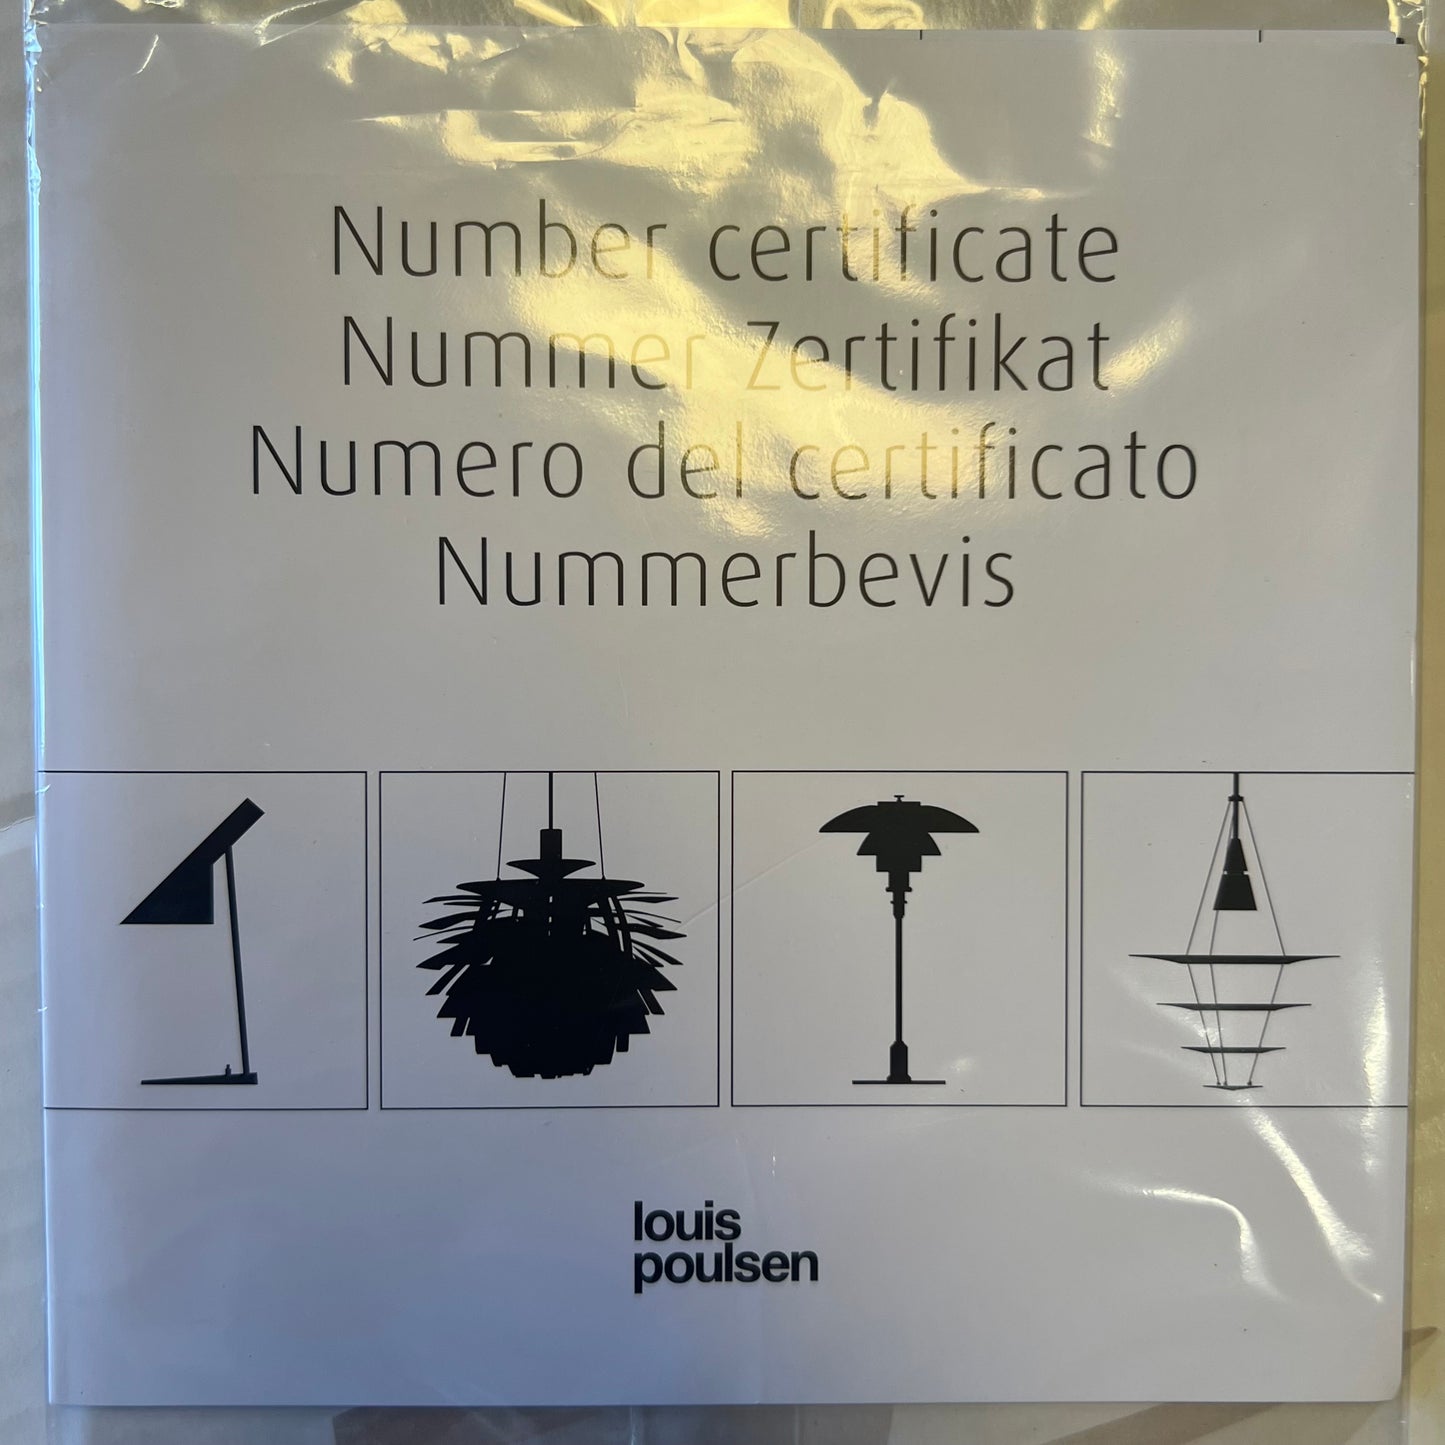 Number certificate
Nummer Zertifikat
Numero del certificato
Nummerbevis
louis
poulsen